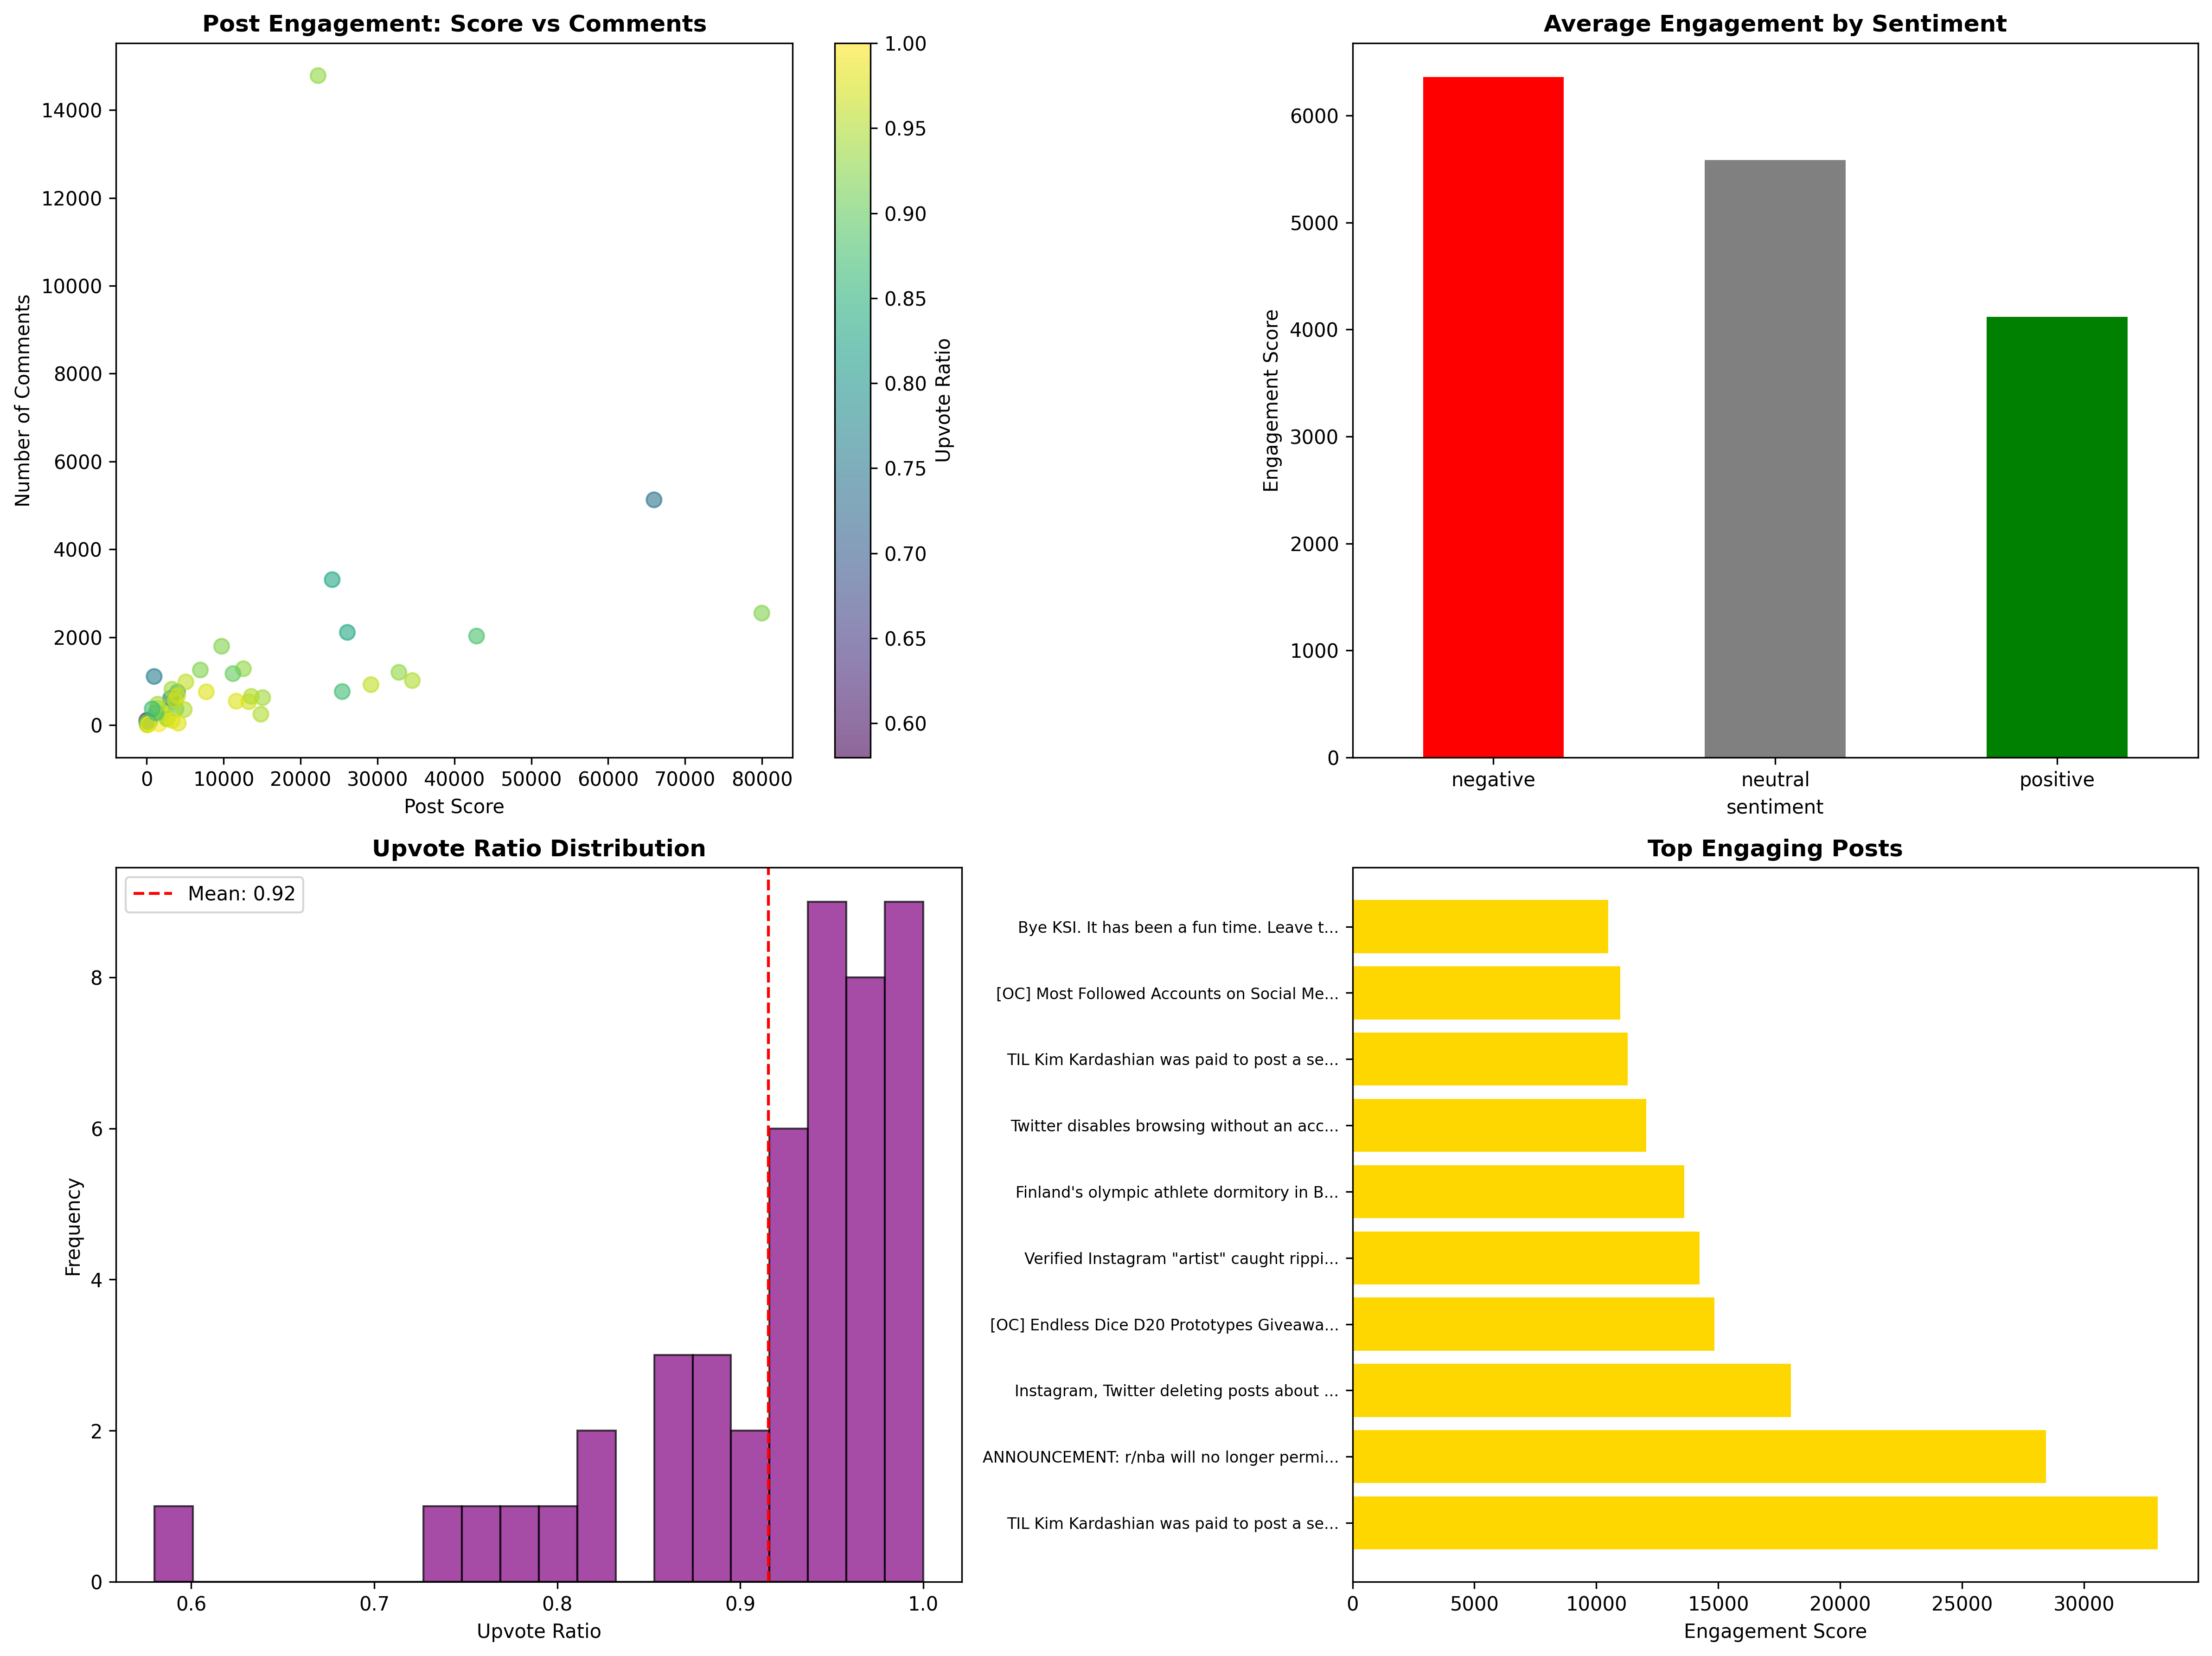 Post Engagement: Score vs Comments
Number of Comments
14000
12000
10000
8000
6000
4000
2000
0
0 10000 20000 30000 40000 50000 60000 70000 80000
Post Score
1.00
0.95
0.90
0.85
0.80
0.75
0.70
0.65
0.60
Upvote Ratio
Average Engagement by Sentiment
Engagement Score
6000
5000
4000
3000
2000
1000
0
negative neutral positive
sentiment
Upvote Ratio Distribution
Mean: 0.92
Frequency
8
6
4
2
0
0.6 0.7 0.8 0.9 1.0
Upvote Ratio
Top Engaging Posts
Bye KSI. It has been a fun time. Leave t...
[OC] Most Followed Accounts on Social Me...
TIL Kim Kardashian was paid to post a se...
Twitter disables browsing without an acc...
Finland's olympic athlete dormitory in B...
Verified Instagram "artist" caught rippi...
[OC] Endless Dice D20 Prototypes Giveawa...
Instagram, Twitter deleting posts about ...
ANNOUNCEMENT: r/nba will no longer permi...
TIL Kim Kardashian was paid to post a se...
0 5000 10000 15000 20000 25000 30000
Engagement Score